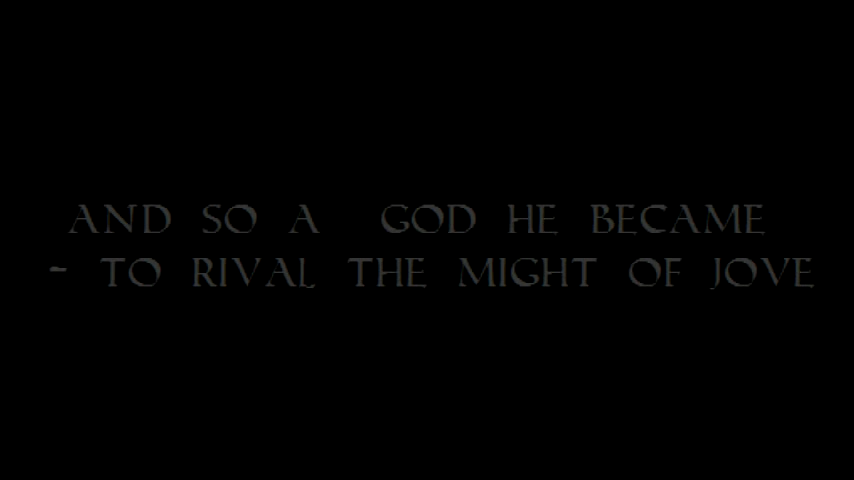 AND SO A GOD HE BECAME
- TO RIVAL THE MIGHT OF JOVE